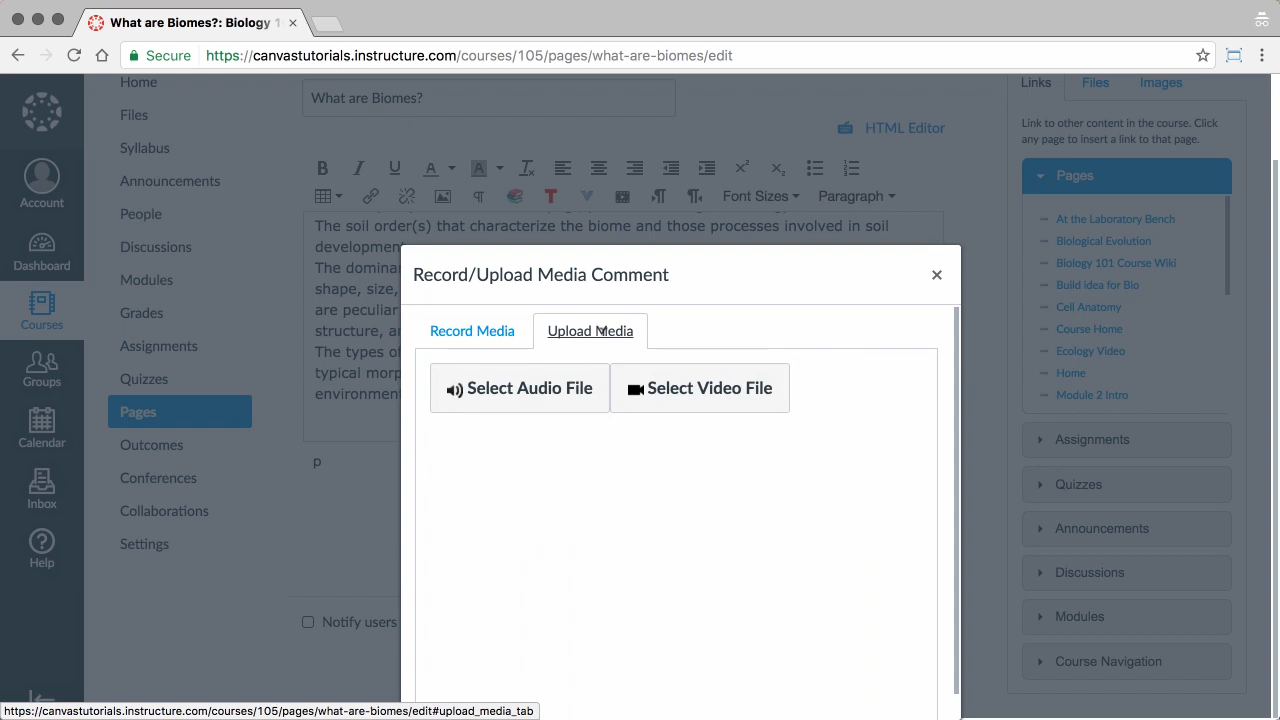 What are Biomes?: Biology 1
Secure
https://canvastutorials.instructure.com/courses/105/pages/what-are-biomes/edit
Account
Dashboard
Courses
Groups
Calendar
Inbox
Help
Home
Files
Syllabus
Announcements
People
Discussions
Modules
Grades
Assignments
Quizzes
Pages
Outcomes
Conferences
Collaborations
Settings
What are Biomes?
HTML Editor
Font Sizes
Paragraph
The soil order(s) that characterize the biome and those processes involved in soil
development
The domina
shape, size,
are peculiar
structure, a
The types of
typical morp
environment
p
Notify users
Record/Upload Media Comment
Record Media
Upload Media
Select Audio File
Select Video File
Links
Files
Images
Link to other content in the course. Click
any page to insert a link to that page.
Pages
At the Laboratory Bench
Biological Evolution
Biology 101 Course Wiki
Build idea for Bio
Cell Anatomy
Course Home
Ecology Video
Home
Module 2 Intro
Assignments
Quizzes
Announcements
Discussions
Modules
Course Navigation
https://canvastutorials.instructure.com/courses/105/pages/what-are-biomes/edit#upload_media_tab